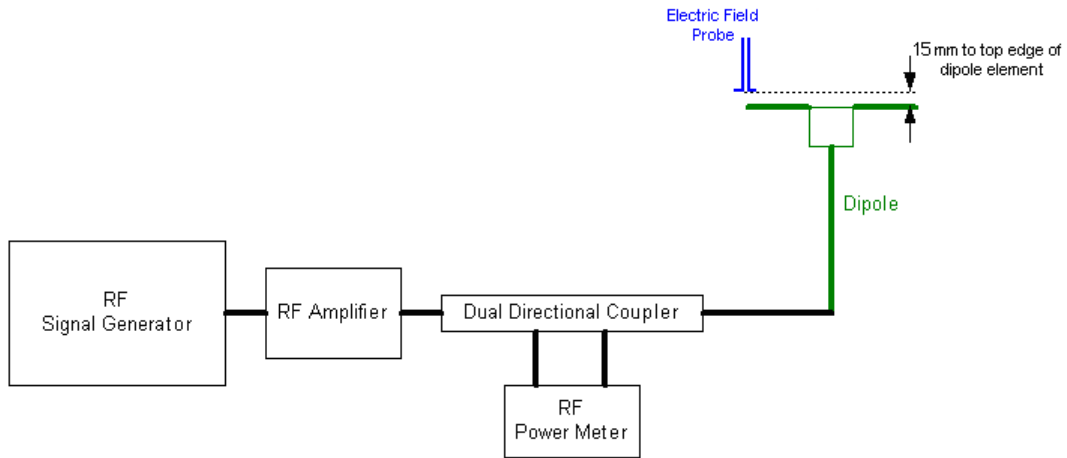 Electric Field
Probe
15 mm to top edge of
dipole element
Dipole
RF
Signal Generator
RF Amplifier
Dual Directional Coupler
RF
Power Meter